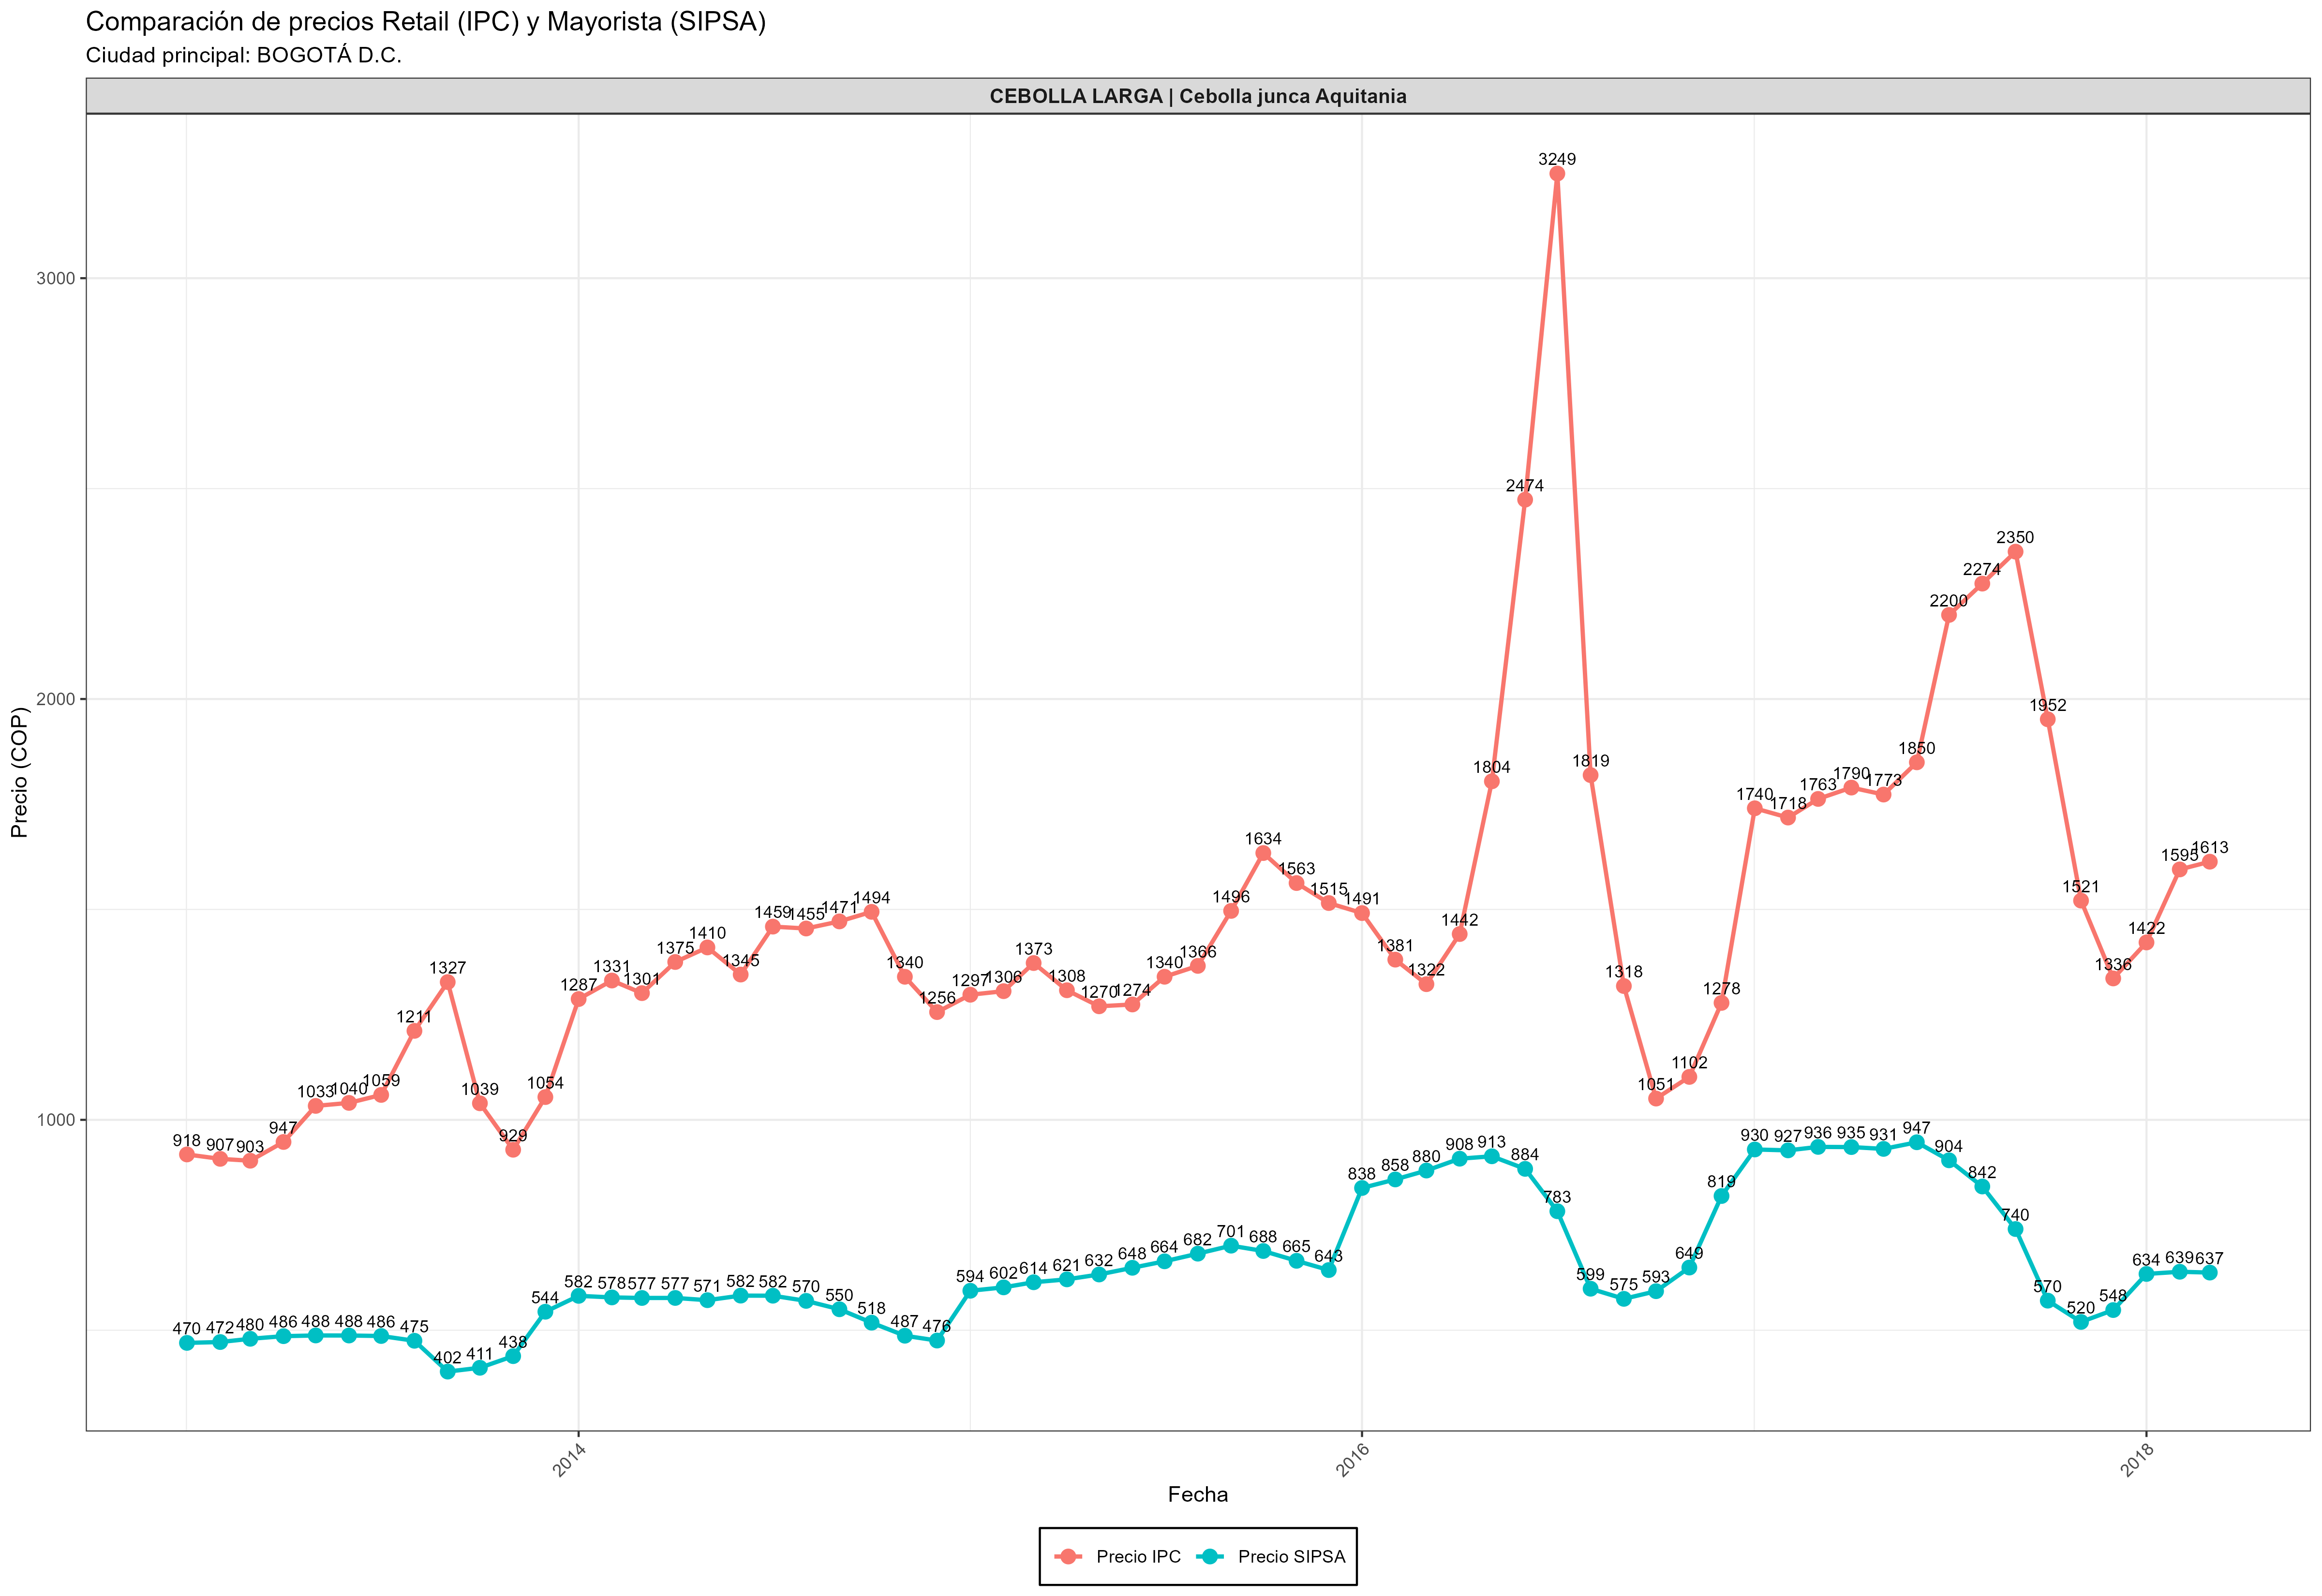 Comparación de precios Retail (IPC) y Mayorista (SIPSA)
Ciudad principal: BOGOTÁ D.C.
CEBOLLA LARGA | Cebolla junca Aquitania
Precio (COP)
3000
2000
1000
918 907 903 947 1033 1040 1059 1211 1327 1039 929 1054
1287 1331 1301 1375 1410 1345 1459 1455 1471 1494 1340 1256
1297 1306 1373 1308 1270 1274 1340 1366 1496 1634 1563 1515
1491 1381 1322 1442 1804 2474 3249 1819 1318 1051 1102 1278
1740 1718 1763 1790 1773 1850 2200 2274 2350 1952 1521 1336
1422 1595 1613
470 472 480 486 488 488 486 475 402 411 438 544
582 578 577 577 571 582 582 570 550 518 487 476
594 602 614 621 632 648 664 682 701 688 665 643
838 858 880 908 913 884 783 599 575 593 649 819
930 927 936 935 931 947 904 842 740 570 520 548
634 639 637
2014
2016
2018
Fecha
Precio IPC
Precio SIPSA